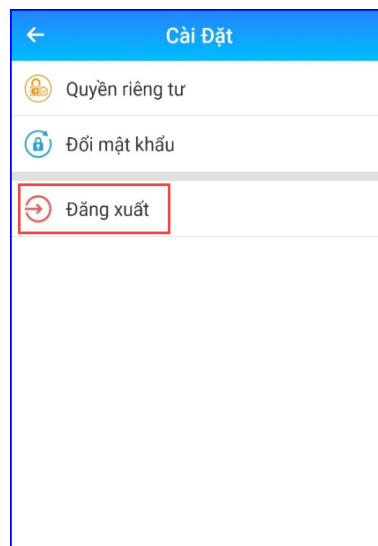 Cài Đặt
Quyền riêng tư
Đổi mật khẩu
Đăng xuất